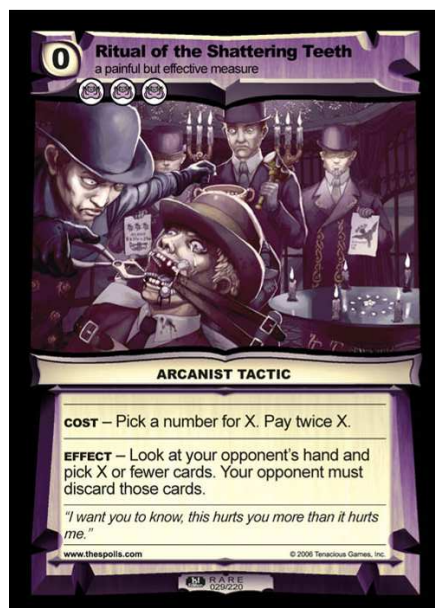 0
Ritual of the Shattering Teeth
a painful but effective measure
ARCANIST TACTIC
COST – Pick a number for X. Pay twice X.
EFFECT – Look at your opponent's hand and
pick X or fewer cards. Your opponent must
discard those cards.
"I want you to know, this hurts you more than it hurts
me."
www.thespoils.com
© 2006 Tenacious Games, Inc.
RARE
029/220